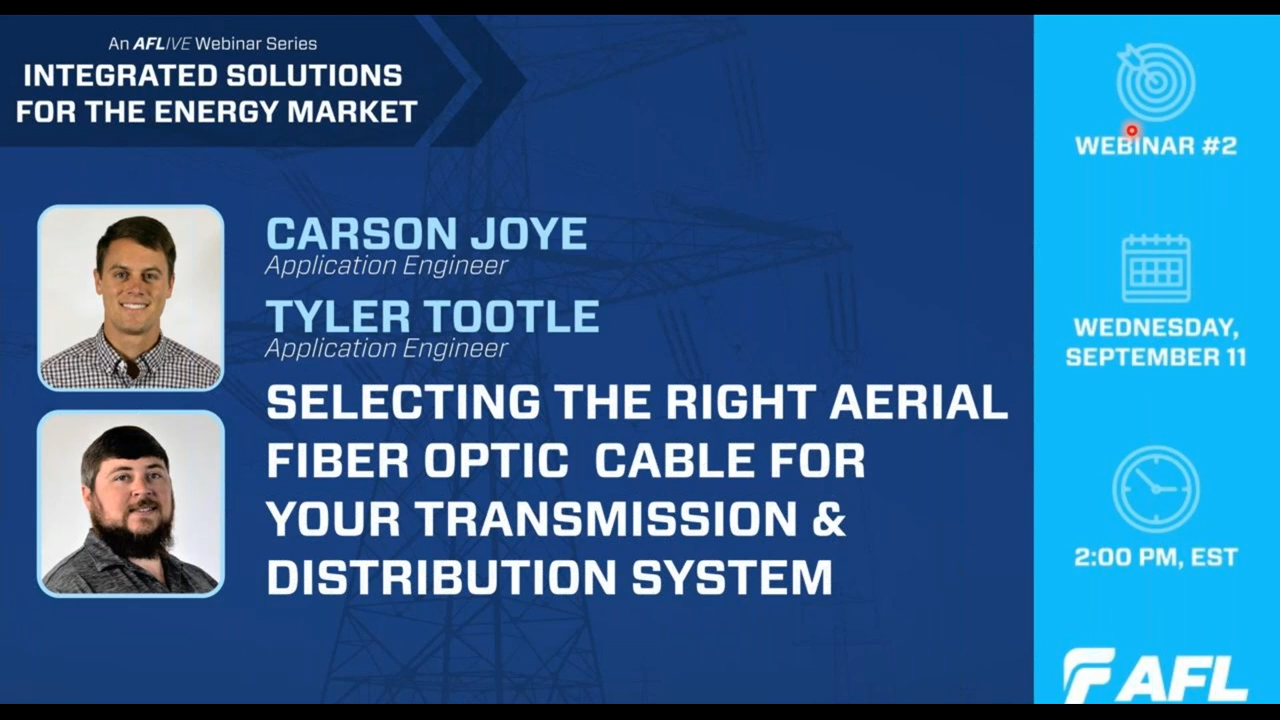 An AFLIVE Webinar Series
INTEGRATED SOLUTIONS
FOR THE ENERGY MARKET
CARSON JOYE
Application Engineer
TYLER TOOTLE
Application Engineer
SELECTING THE RIGHT AERIAL
FIBER OPTIC CABLE FOR
YOUR TRANSMISSION &
DISTRIBUTION SYSTEM
WEBINAR #2
WEDNESDAY,
SEPTEMBER 11
2:00 PM, EST
AFL